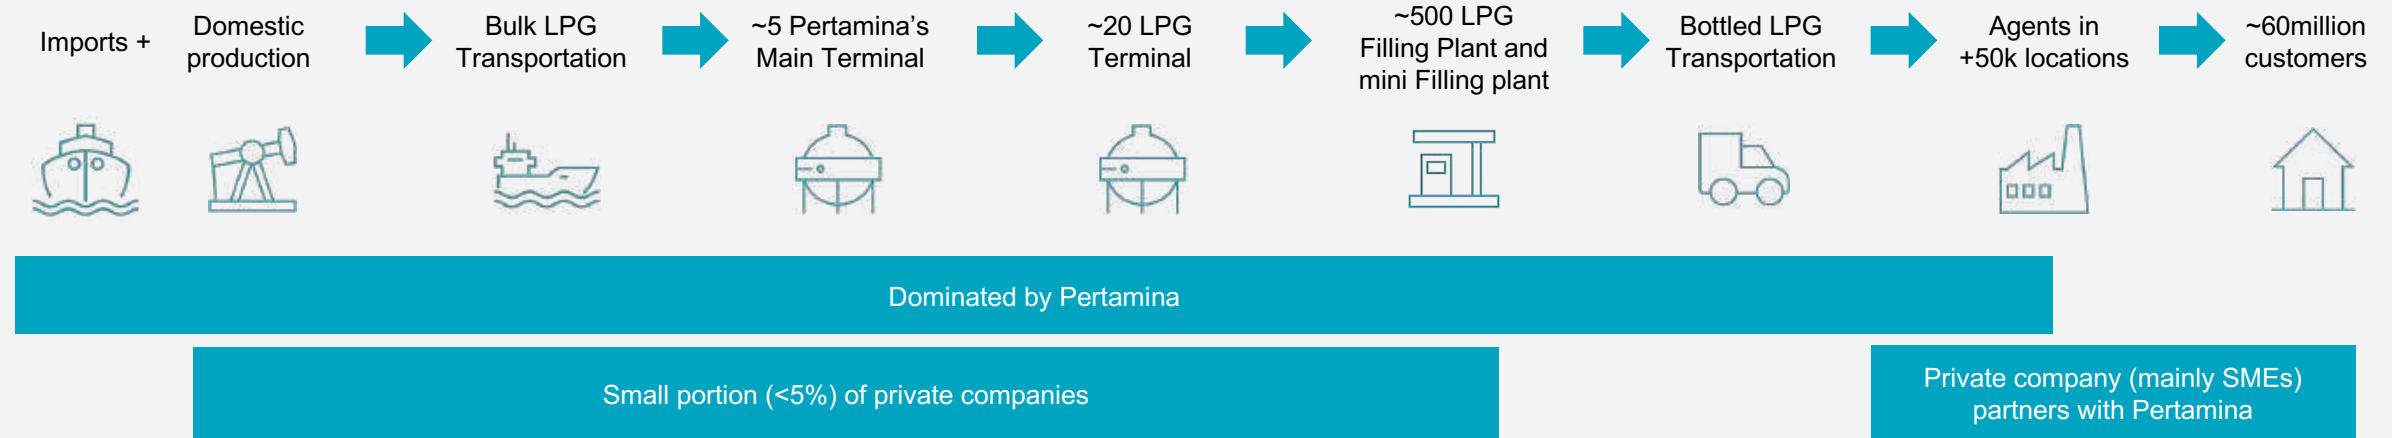 Imports +
Domestic
production
Bulk LPG
Transportation
~5 Pertamina’s
Main Terminal
~20 LPG
Terminal
~500 LPG
Filling Plant and
mini Filling plant
Bottled LPG
Transportation
Agents in
+50k locations
~60million
customers
Dominated by Pertamina
Small portion (<5%) of private companies
Private company (mainly SMEs)
partners with Pertamina